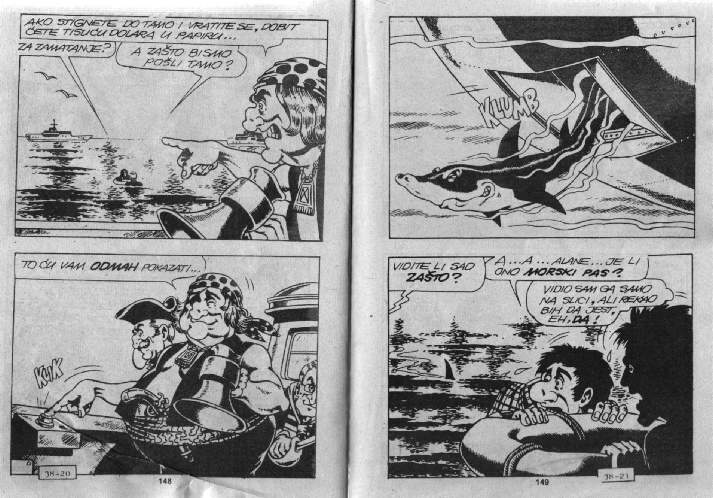 AKO STIGNETE DO TAMO I VRATITE SE, DOBIT
ĆETE TISUĆU DOLARA U PAPIRU...
ZA ZAMATANJE?
A ZAŠTO BISMO
POŠLI TAMO?
TO ĆU VAM ODMAH POKAZATI...
KLIK
38-20
148
KLUMB
VIDITE LI SAD
ZAŠTO?
A...A...ALANE...JE LI
ONO MORSKI PAS?
VIDIO SAM GA SAMO
NA SLICI, ALI REKAO
BIH DA JEST,
EH, DA!
149
38-21